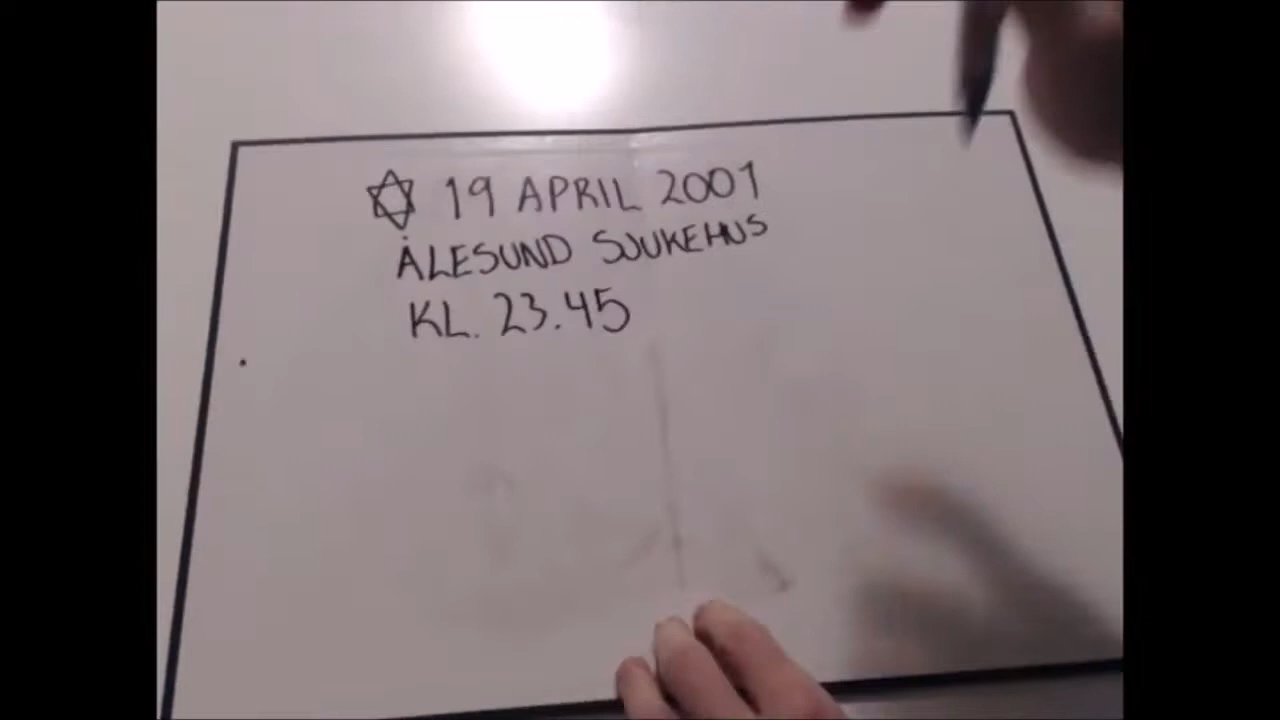 ✡ 19 APRIL 2001
ÅLESUND SJUKEHUS
KL. 23.45